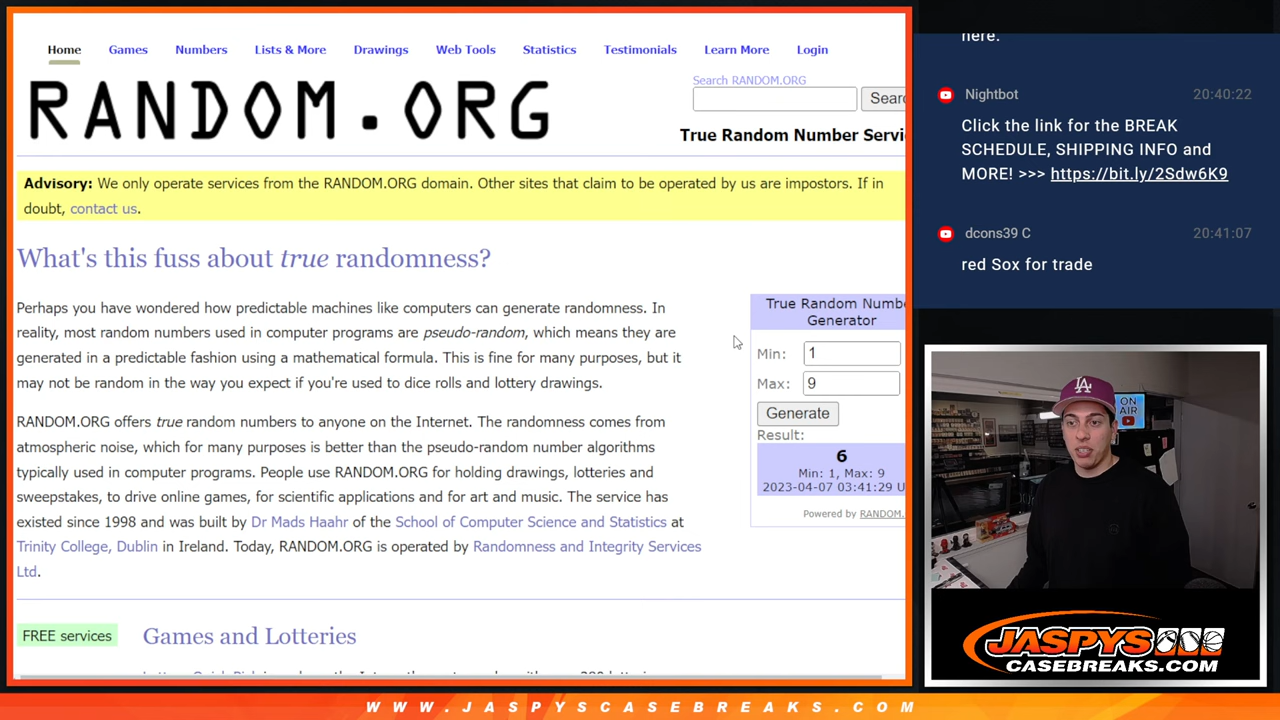 Home Games Numbers Lists & More Drawings Web Tools Statistics Testimonials Learn More Login
RANDOM.ORG
Search RANDOM.ORG
True Random Number
Advisory: We only operate services from the RANDOM.ORG domain. Other sites that claim to be operated by us are impostors. If in
doubt, contact us.
What's this fuss about true randomness?
Perhaps you have wondered how predictable machines like computers can generate randomness. In
reality, most random numbers used in computer programs are pseudo-random, which means they are
generated in a predictable fashion using a mathematical formula. This is fine for many purposes, but it
may not be random in the way you expect if you're used to dice rolls and lottery drawings.
RANDOM.ORG offers true random numbers to anyone on the Internet. The randomness comes from
atmospheric noise, which for many purposes is better than the pseudo-random number algorithms
typically used in computer programs. People use RANDOM.ORG for holding drawings, lotteries and
sweepstakes, to drive online games, for scientific applications and for art and music. The service has
existed since 1998 and was built by Dr Mads Haahr of the School of Computer Science and Statistics at
Trinity College, Dublin in Ireland. Today, RANDOM.ORG is operated by Randomness and Integrity Services
Ltd.
True Random
Generator
Min: 1
Max: 9
Generate
Result:
6
Min: 1, Max: 9
2023-04-07 03:41:29
Powered by RANDOM.
FREE services
Games and Lotteries
here.
Nightbot 20:40:22
Click the link for the BREAK
SCHEDULE, SHIPPING INFO and
MORE! >>> https://bit.ly/2Sdw6K9
dcons39 C 20:41:07
red Sox for trade
LA
ON
AIR
JASPYS
CASEBREAKS.COM
WWW.JASPYSCASEBREAKS.COM